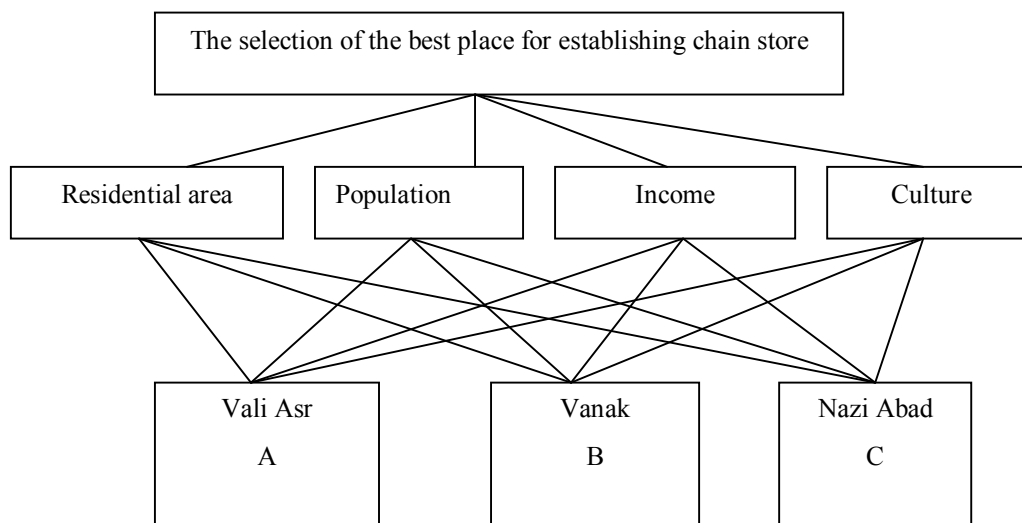 The selection of the best place for establishing chain store
Residential area
Population
Income
Culture
Vali Asr
A
Vanak
B
Nazi Abad
C